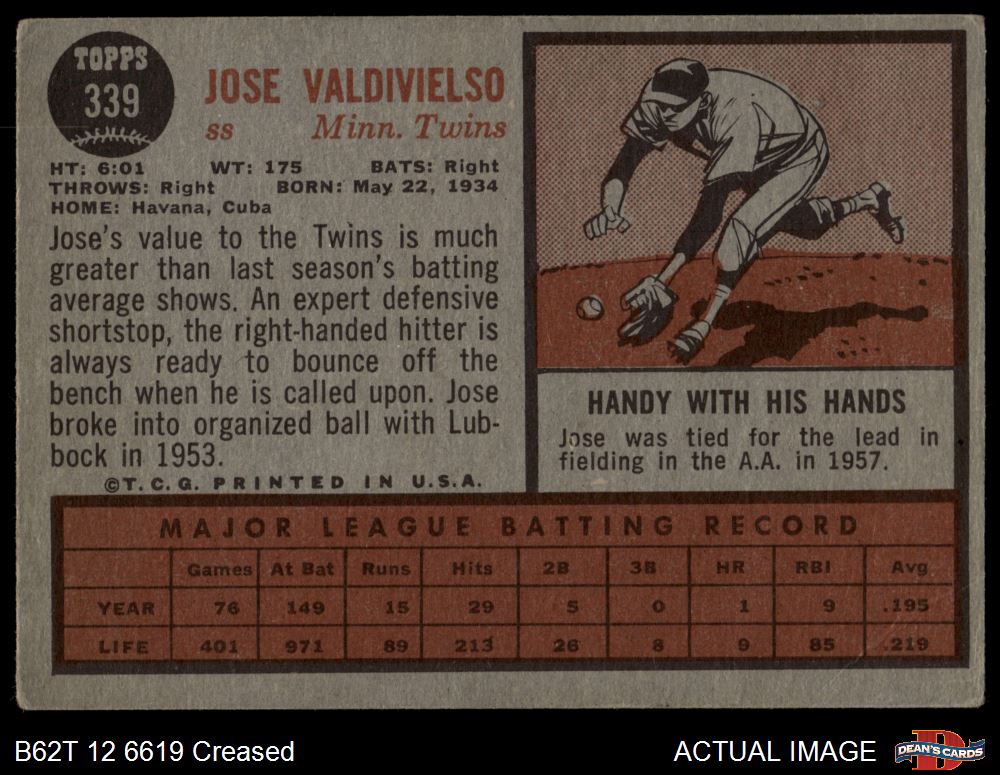 TOPPS
339
JOSE VALDIVIELSO
ss Minn. Twins
HT: 6:01 WT: 175 BATS: Right
THROWS: Right BORN: May 22, 1934
HOME: Havana, Cuba
Jose's value to the Twins is much
greater than last season's batting
average shows. An expert defensive
shortstop, the right-handed hitter is
always ready to bounce off the
bench when he is called upon. Jose
broke into organized ball with Lub-
bock in 1953.
©T.C.G. PRINTED IN U.S.A.
HANDY WITH HIS HANDS
Jose was tied for the lead in
fielding in the A.A. in 1957.
MAJOR LEAGUE BATTING RECORD
Games At Bat Runs Hits 2B 3B HR RBI Avg
YEAR 76 149 15 29 5 0 1 9 .195
LIFE 401 971 89 213 26 8 9 85 .219
B62T 12 6619 Creased
ACTUAL IMAGE
D
DEAN'S CARDS